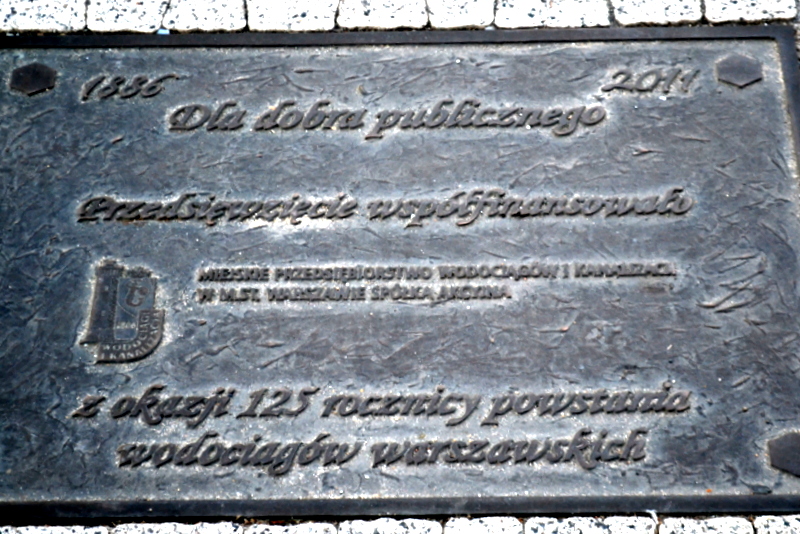 1886 2011
Dla dobra publicznego
Przedsięwzięcie współfinansowało
MIEJSKIE PRZEDSIĘBIORSTWO WODOCIĄGÓW I KANALIZACJI
W M.ST. WARSZAWIE SPÓŁKA AKCYJNA
z okazji 125 rocznicy powstania
wodociągów warszawskich